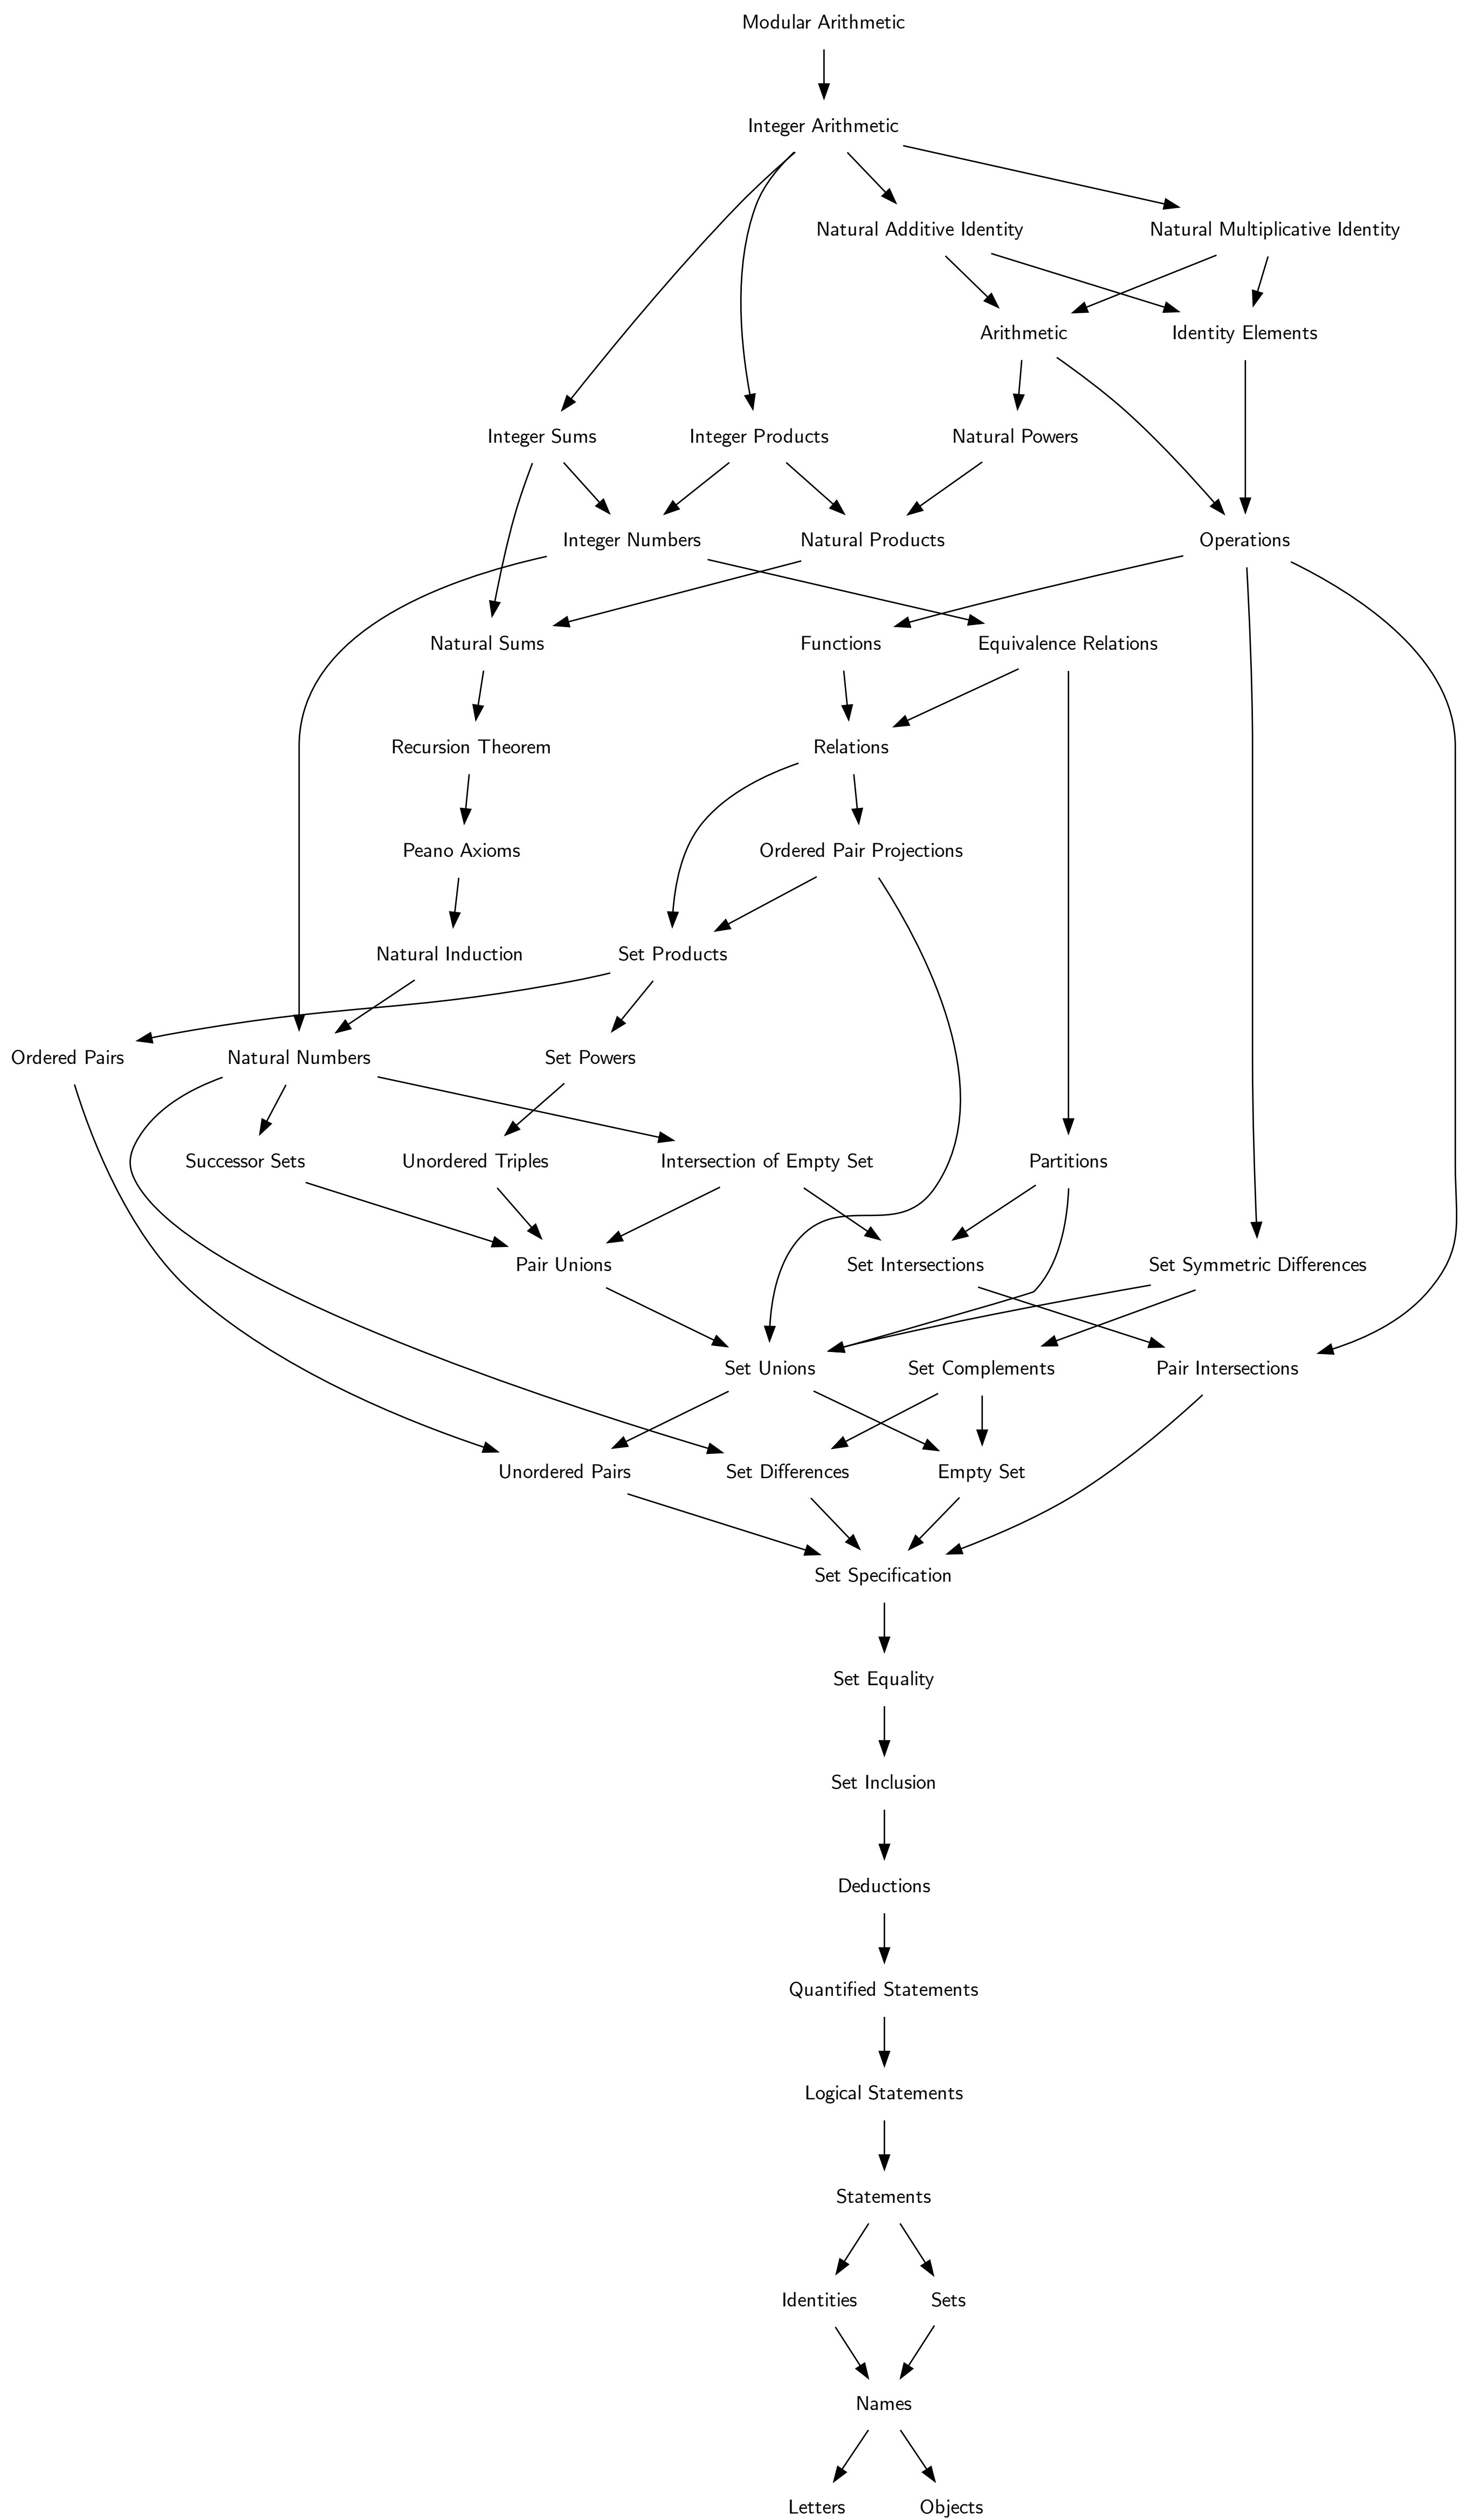 Modular Arithmetic
Integer Arithmetic
Natural Additive Identity
Natural Multiplicative Identity
Arithmetic
Identity Elements
Integer Sums
Integer Products
Natural Powers
Integer Numbers
Natural Products
Operations
Natural Sums
Functions
Equivalence Relations
Recursion Theorem
Relations
Peano Axioms
Ordered Pair Projections
Natural Induction
Set Products
Ordered Pairs
Natural Numbers
Set Powers
Successor Sets
Unordered Triples
Intersection of Empty Set
Partitions
Pair Unions
Set Intersections
Set Symmetric Differences
Set Unions
Set Complements
Pair Intersections
Unordered Pairs
Set Differences
Empty Set
Set Specification
Set Equality
Set Inclusion
Deductions
Quantified Statements
Logical Statements
Statements
Identities
Sets
Names
Letters
Objects